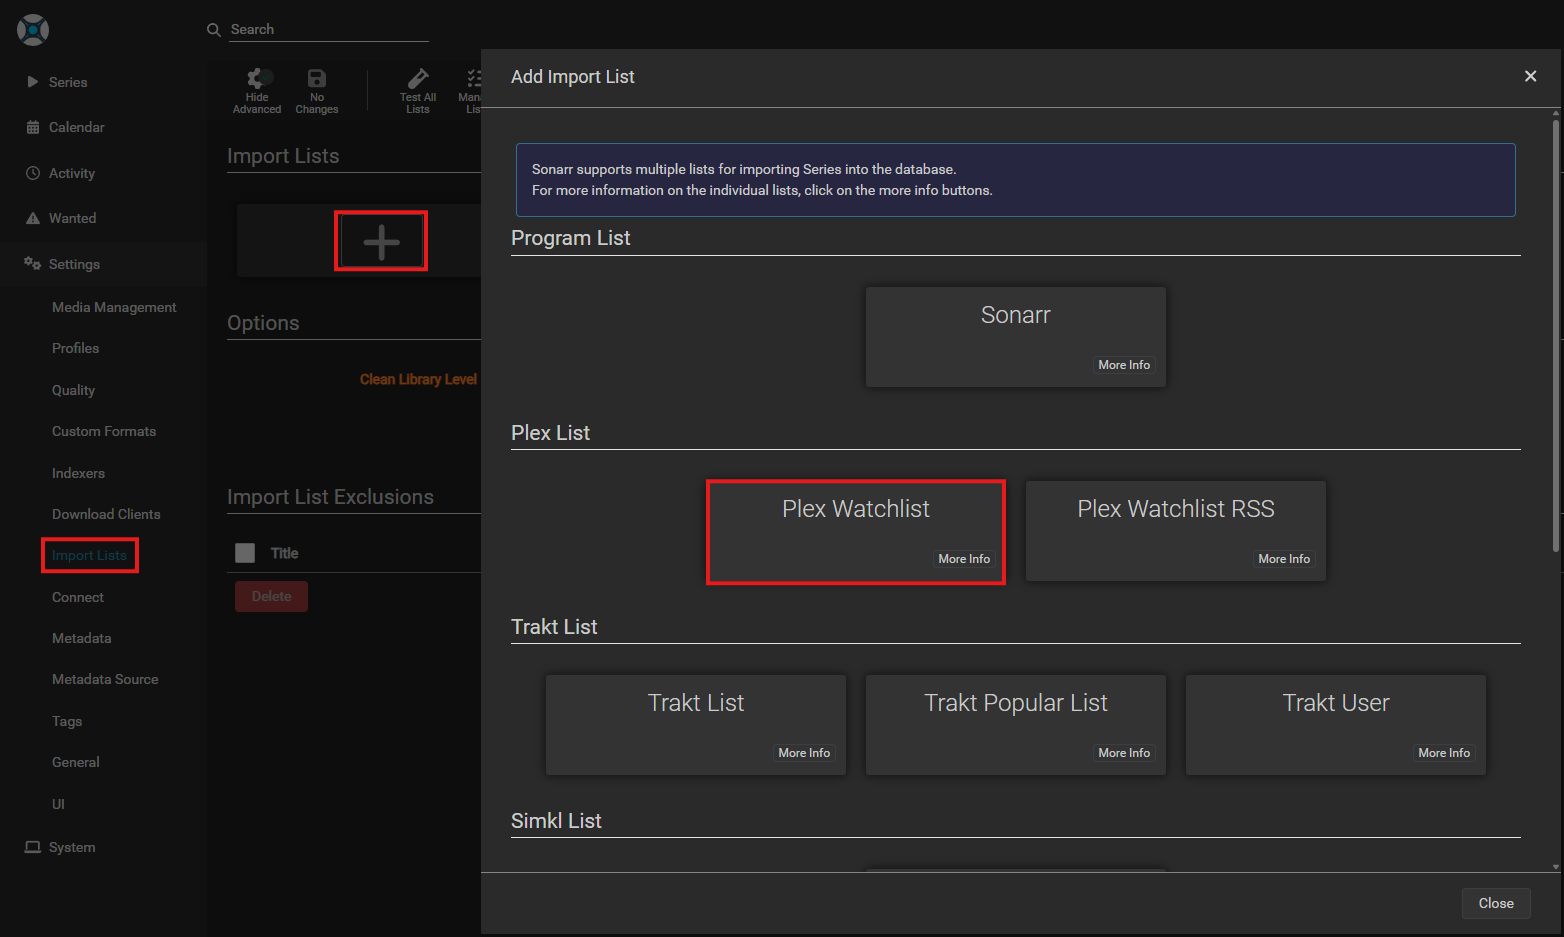 Search
Series
Calendar
Activity
Wanted
Settings
Media Management
Profiles
Quality
Custom Formats
Indexers
Download Clients
Import Lists
Connect
Metadata
Metadata Source
Tags
General
UI
System
Hide
Advanced
No
Changes
Test All
Lists
Import Lists
Options
Clean Library Level
Import List Exclusions
Title
Delete
Add Import List
Sonarr supports multiple lists for importing Series into the database.
For more information on the individual lists, click on the more info buttons.
Program List
Sonarr
More Info
Plex List
Plex Watchlist
More Info
Plex Watchlist RSS
More Info
Trakt List
Trakt List
More Info
Trakt Popular List
More Info
Trakt User
More Info
Simkl List
Close